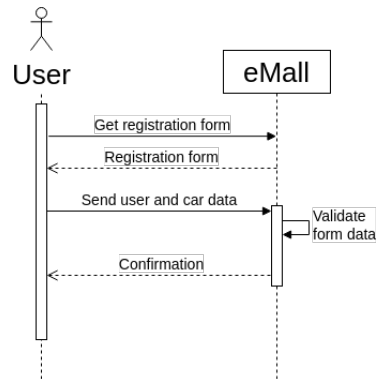 User
eMall
Get registration form
Registration form
Send user and car data
Validate
form data
Confirmation